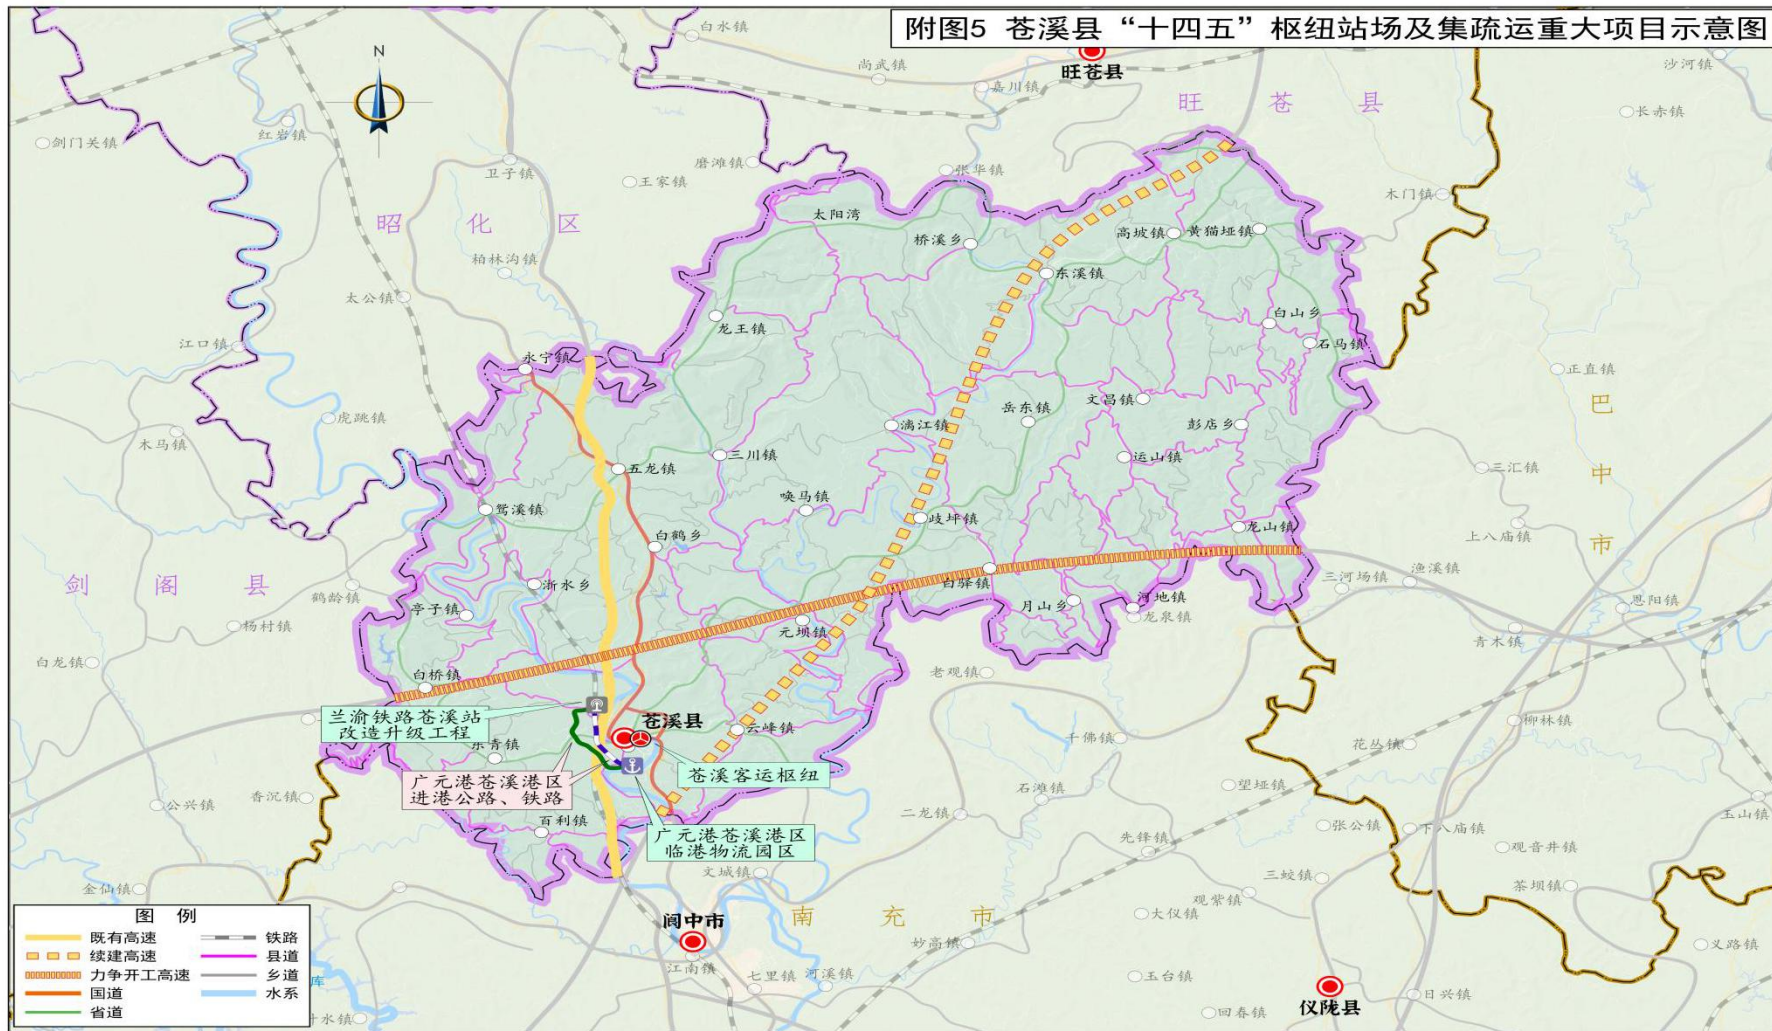 附图5 苍溪县“十四五”枢纽站场及集疏运重大项目示意图
N
白水镇
尚武镇
旺苍县
嘉川镇
沙河镇
旺 苍 县
长赤镇
剑门关镇
红岩镇
卫子镇
磨滩镇
王家镇
张华镇
木门镇
昭 化 区
太阳湾
桥溪乡
高坡镇
黄猫垭镇
柏林沟镇
太公镇
东溪镇
龙王镇
白山乡
石马镇
江口镇
永宁镇
正直镇
虎跳镇
木马镇
漓江镇
岳东镇
文昌镇
彭店乡
巴中市
五龙镇
三川镇
运山镇
三汇镇
鸳溪镇
唤马镇
歧坪镇
龙山镇
上八庙镇
白鹤乡
剑 阁 县
鹤龄镇
浙水乡
亭子镇
白驿镇
月山乡
河地镇
龙泉镇
三河场镇
渔溪镇
恩阳镇
杨村镇
元坝镇
青木镇
白龙镇
白桥镇
老观镇
兰渝铁路苍溪站
改造升级工程
苍溪县
云峰镇
千佛镇
柳林镇
花丛镇
东青镇
广元港苍溪港区
进港公路、铁路
苍溪客运枢纽
公兴镇
香沉镇
石滩镇
望垭镇
玉山镇
百利镇
广元港苍溪港区
临港物流园区
二龙镇
先锋镇
张公镇
下八庙镇
观音井镇
文城镇
三蛟镇
茶坝镇
金仙镇
观紫镇
阆中市
南 充 市
大仪镇
妙高镇
义路镇
江南镇
七里镇
河溪镇
玉台镇
仪陇县
日兴镇
回春镇
库
图 例
既有高速
铁路
续建高速
县道
力争开工高速
乡道
国道
水系
省道